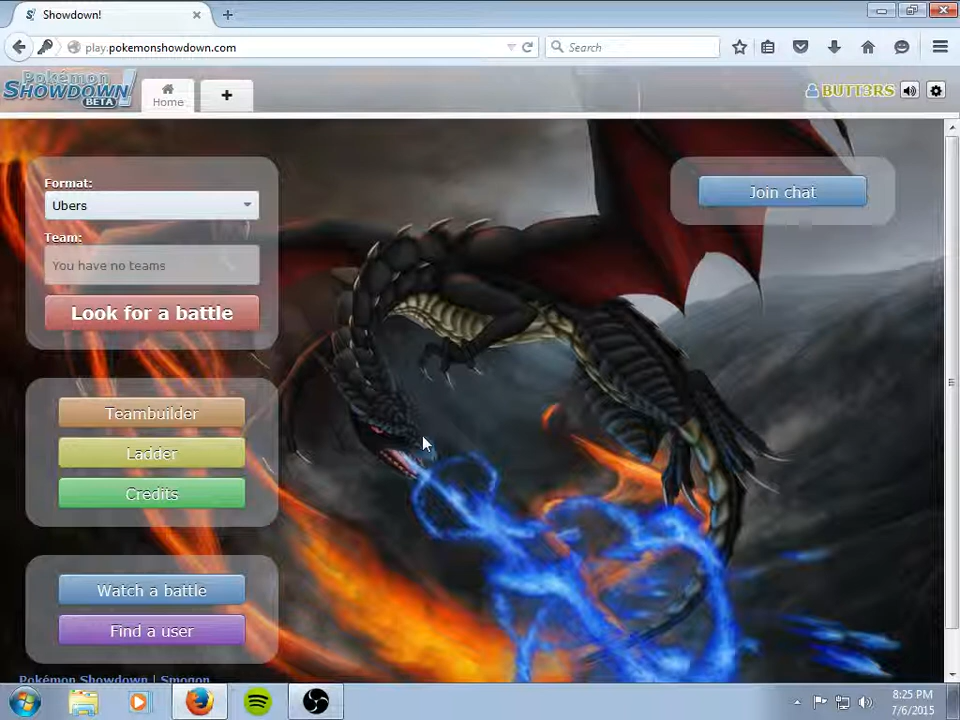 Showdown!
play.pokemonshowdown.com
Search
Pokémon
SHOWDOWN!
BETA
Home
BUTT3RS
Format:
Ubers
Join chat
Team:
You have no teams
Look for a battle
Teambuilder
Ladder
Credits
Watch a battle
Find a user
Pokémon Showdown | Smogon
8:25 PM
7/6/2015